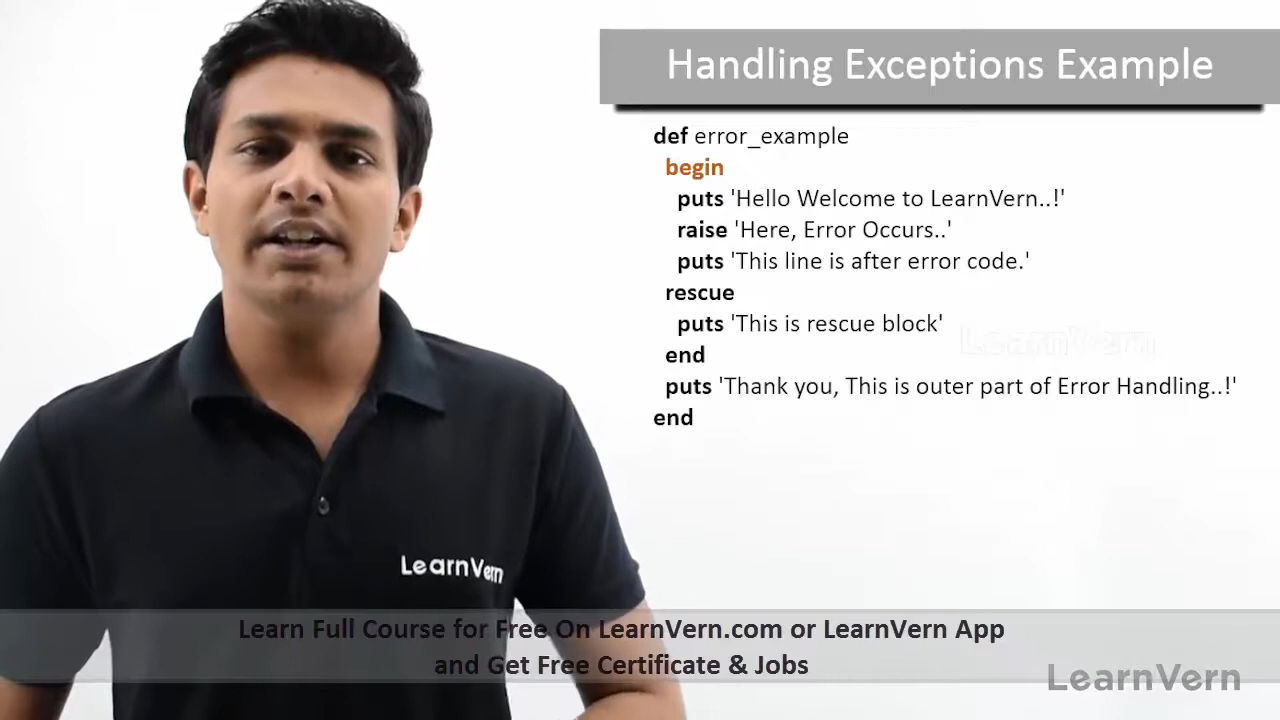 Handling Exceptions Example
def error_example
begin
puts 'Hello Welcome to LearnVern..!'
raise 'Here, Error Occurs..'
puts 'This line is after error code.'
rescue
puts 'This is rescue block'
end
puts 'Thank you, This is outer part of Error Handling..!'
end
LearnVern
LearnVern
Learn Full Course for Free On LearnVern.com or LearnVern App
and Get Free Certificate & Jobs
LearnVern